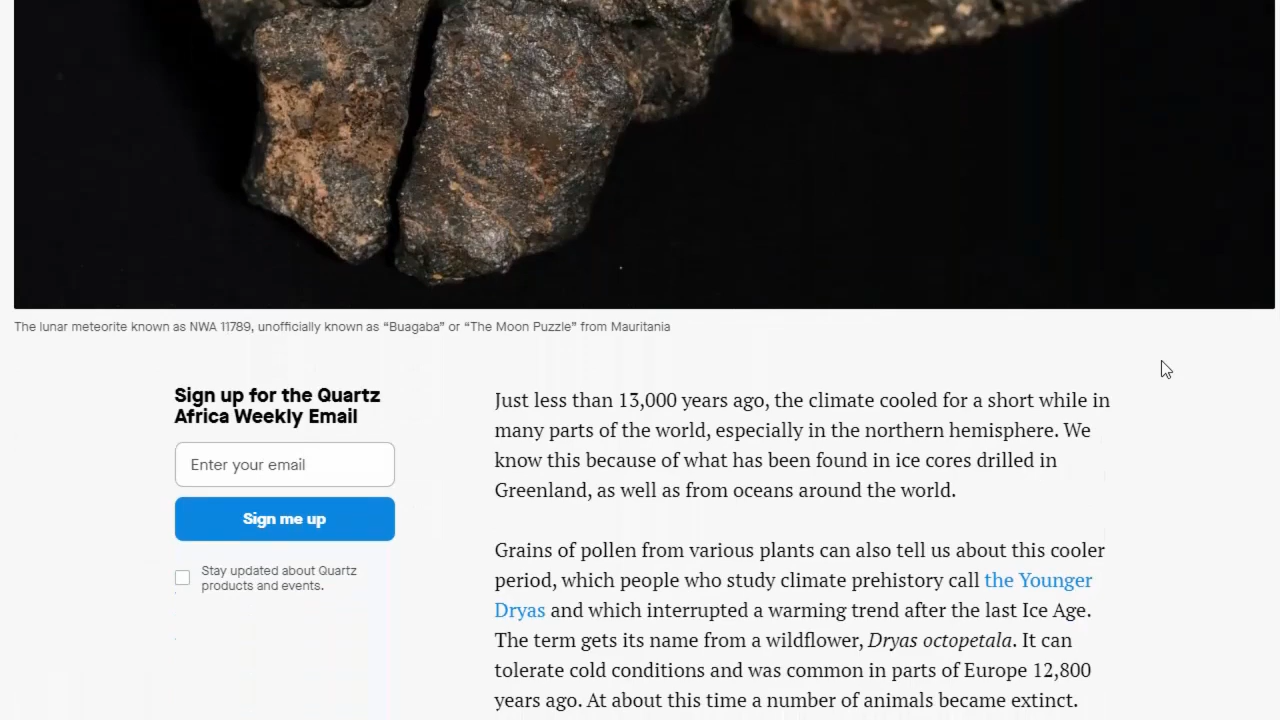 The lunar meteorite known as NWA 11789, unofficially known as “Buagaba” or “The Moon Puzzle” from Mauritania
Sign up for the Quartz
Africa Weekly Email
Enter your email
Sign me up
Stay updated about Quartz
products and events.
Just less than 13,000 years ago, the climate cooled for a short while in
many parts of the world, especially in the northern hemisphere. We
know this because of what has been found in ice cores drilled in
Greenland, as well as from oceans around the world.
Grains of pollen from various plants can also tell us about this cooler
period, which people who study climate prehistory call the Younger
Dryas and which interrupted a warming trend after the last Ice Age.
The term gets its name from a wildflower, Dryas octopetala. It can
tolerate cold conditions and was common in parts of Europe 12,800
years ago. At about this time a number of animals became extinct.